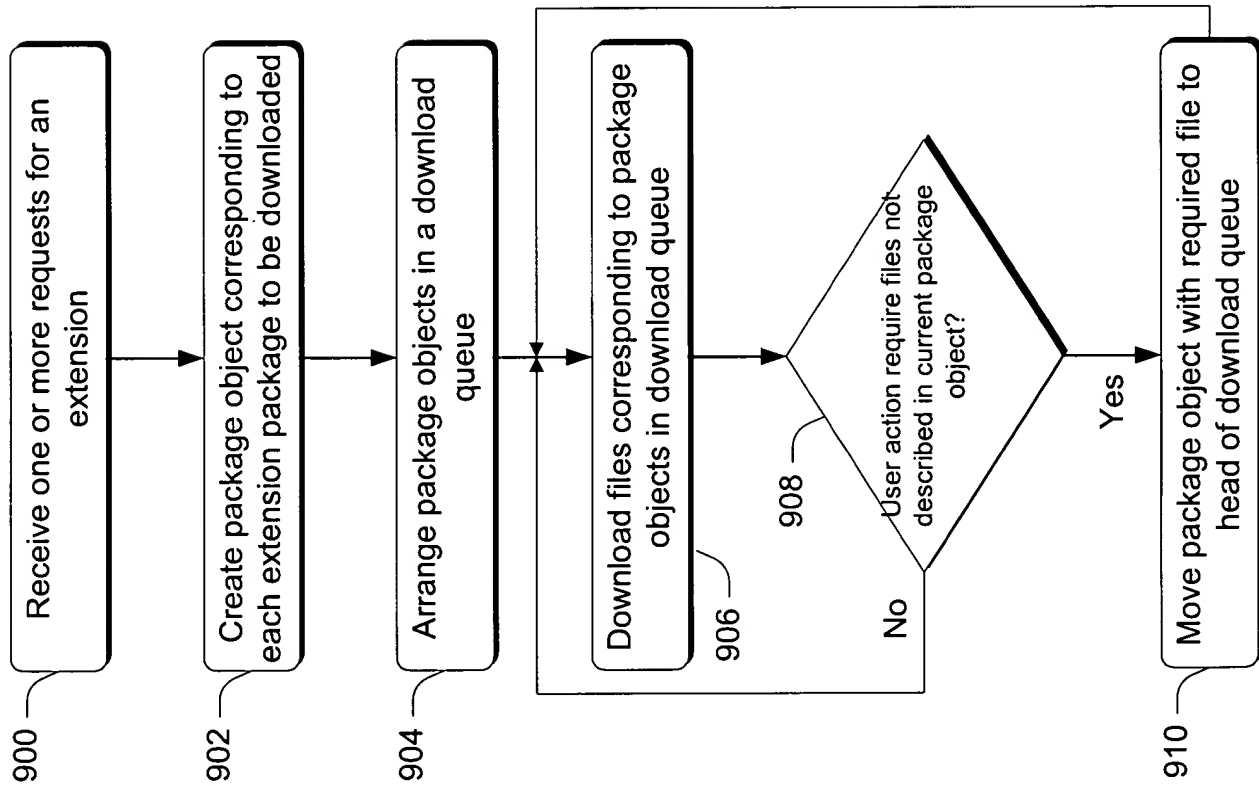 900
Receive one or more requests for an
extension
902
Create package object corresponding to
each extension package to be downloaded
904
Arrange package objects in a download
queue
Download files corresponding to package
objects in download queue
906
908
User action require files not
described in current package
object?
No
Yes
910
Move package object with required file to
head of download queue